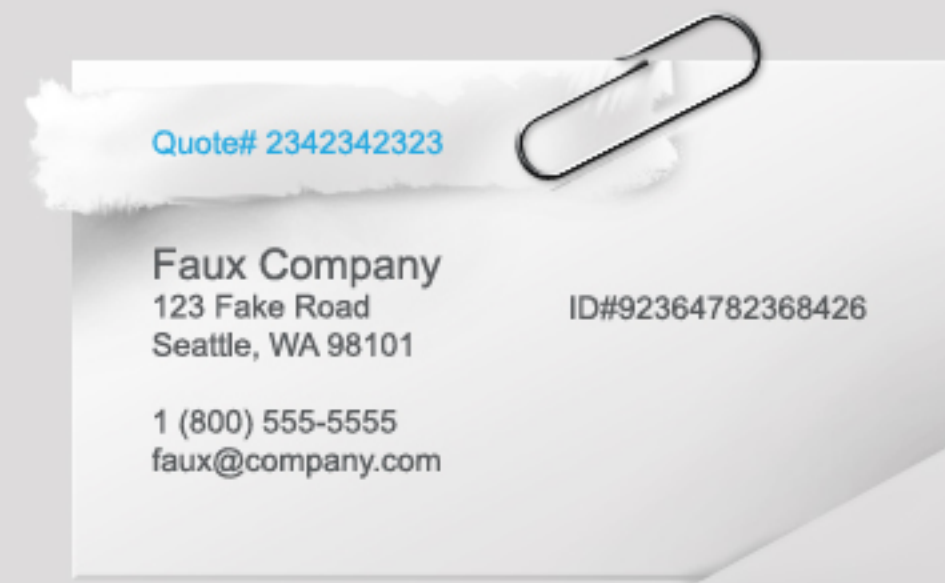 Quote# 2342342323
Faux Company
123 Fake Road
ID#92364782368426
Seattle, WA 98101
1 (800) 555-5555
faux@company.com